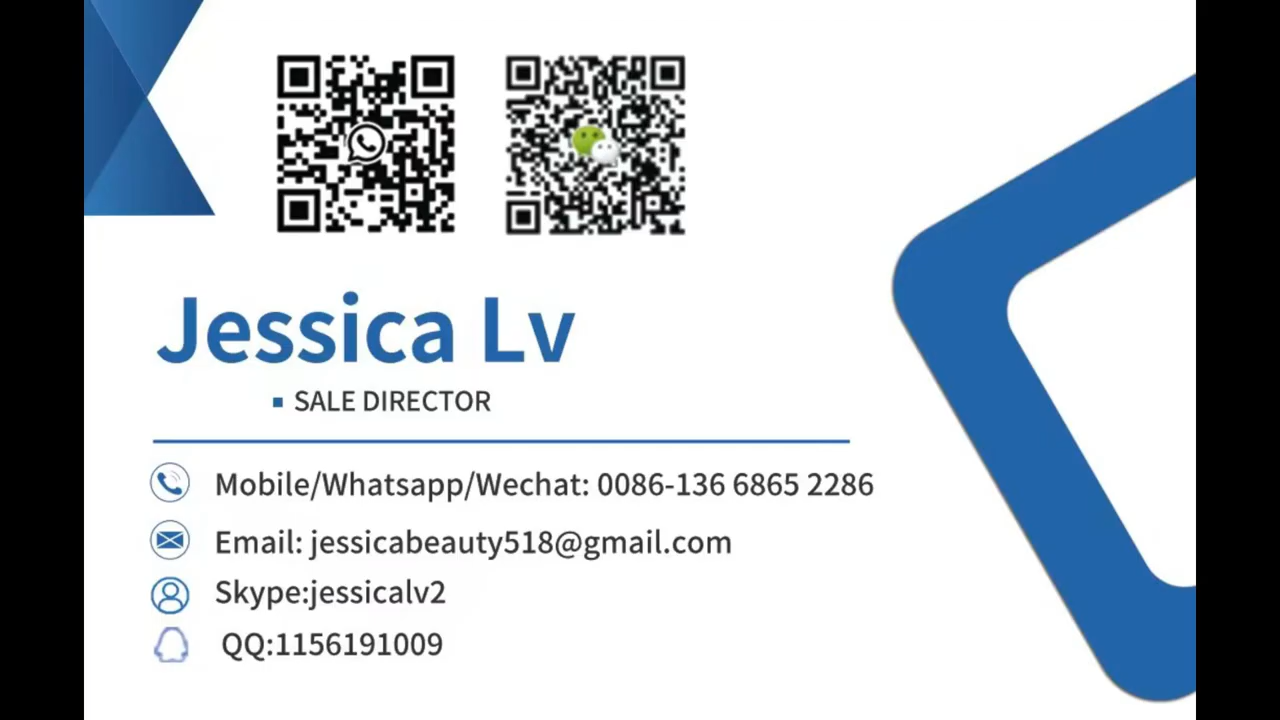 Jessica Lv
SALE DIRECTOR
Mobile/Whatsapp/Wechat: 0086-136 6865 2286
Email: jessicabeauty518@gmail.com
Skype:jessicalv2
QQ:1156191009